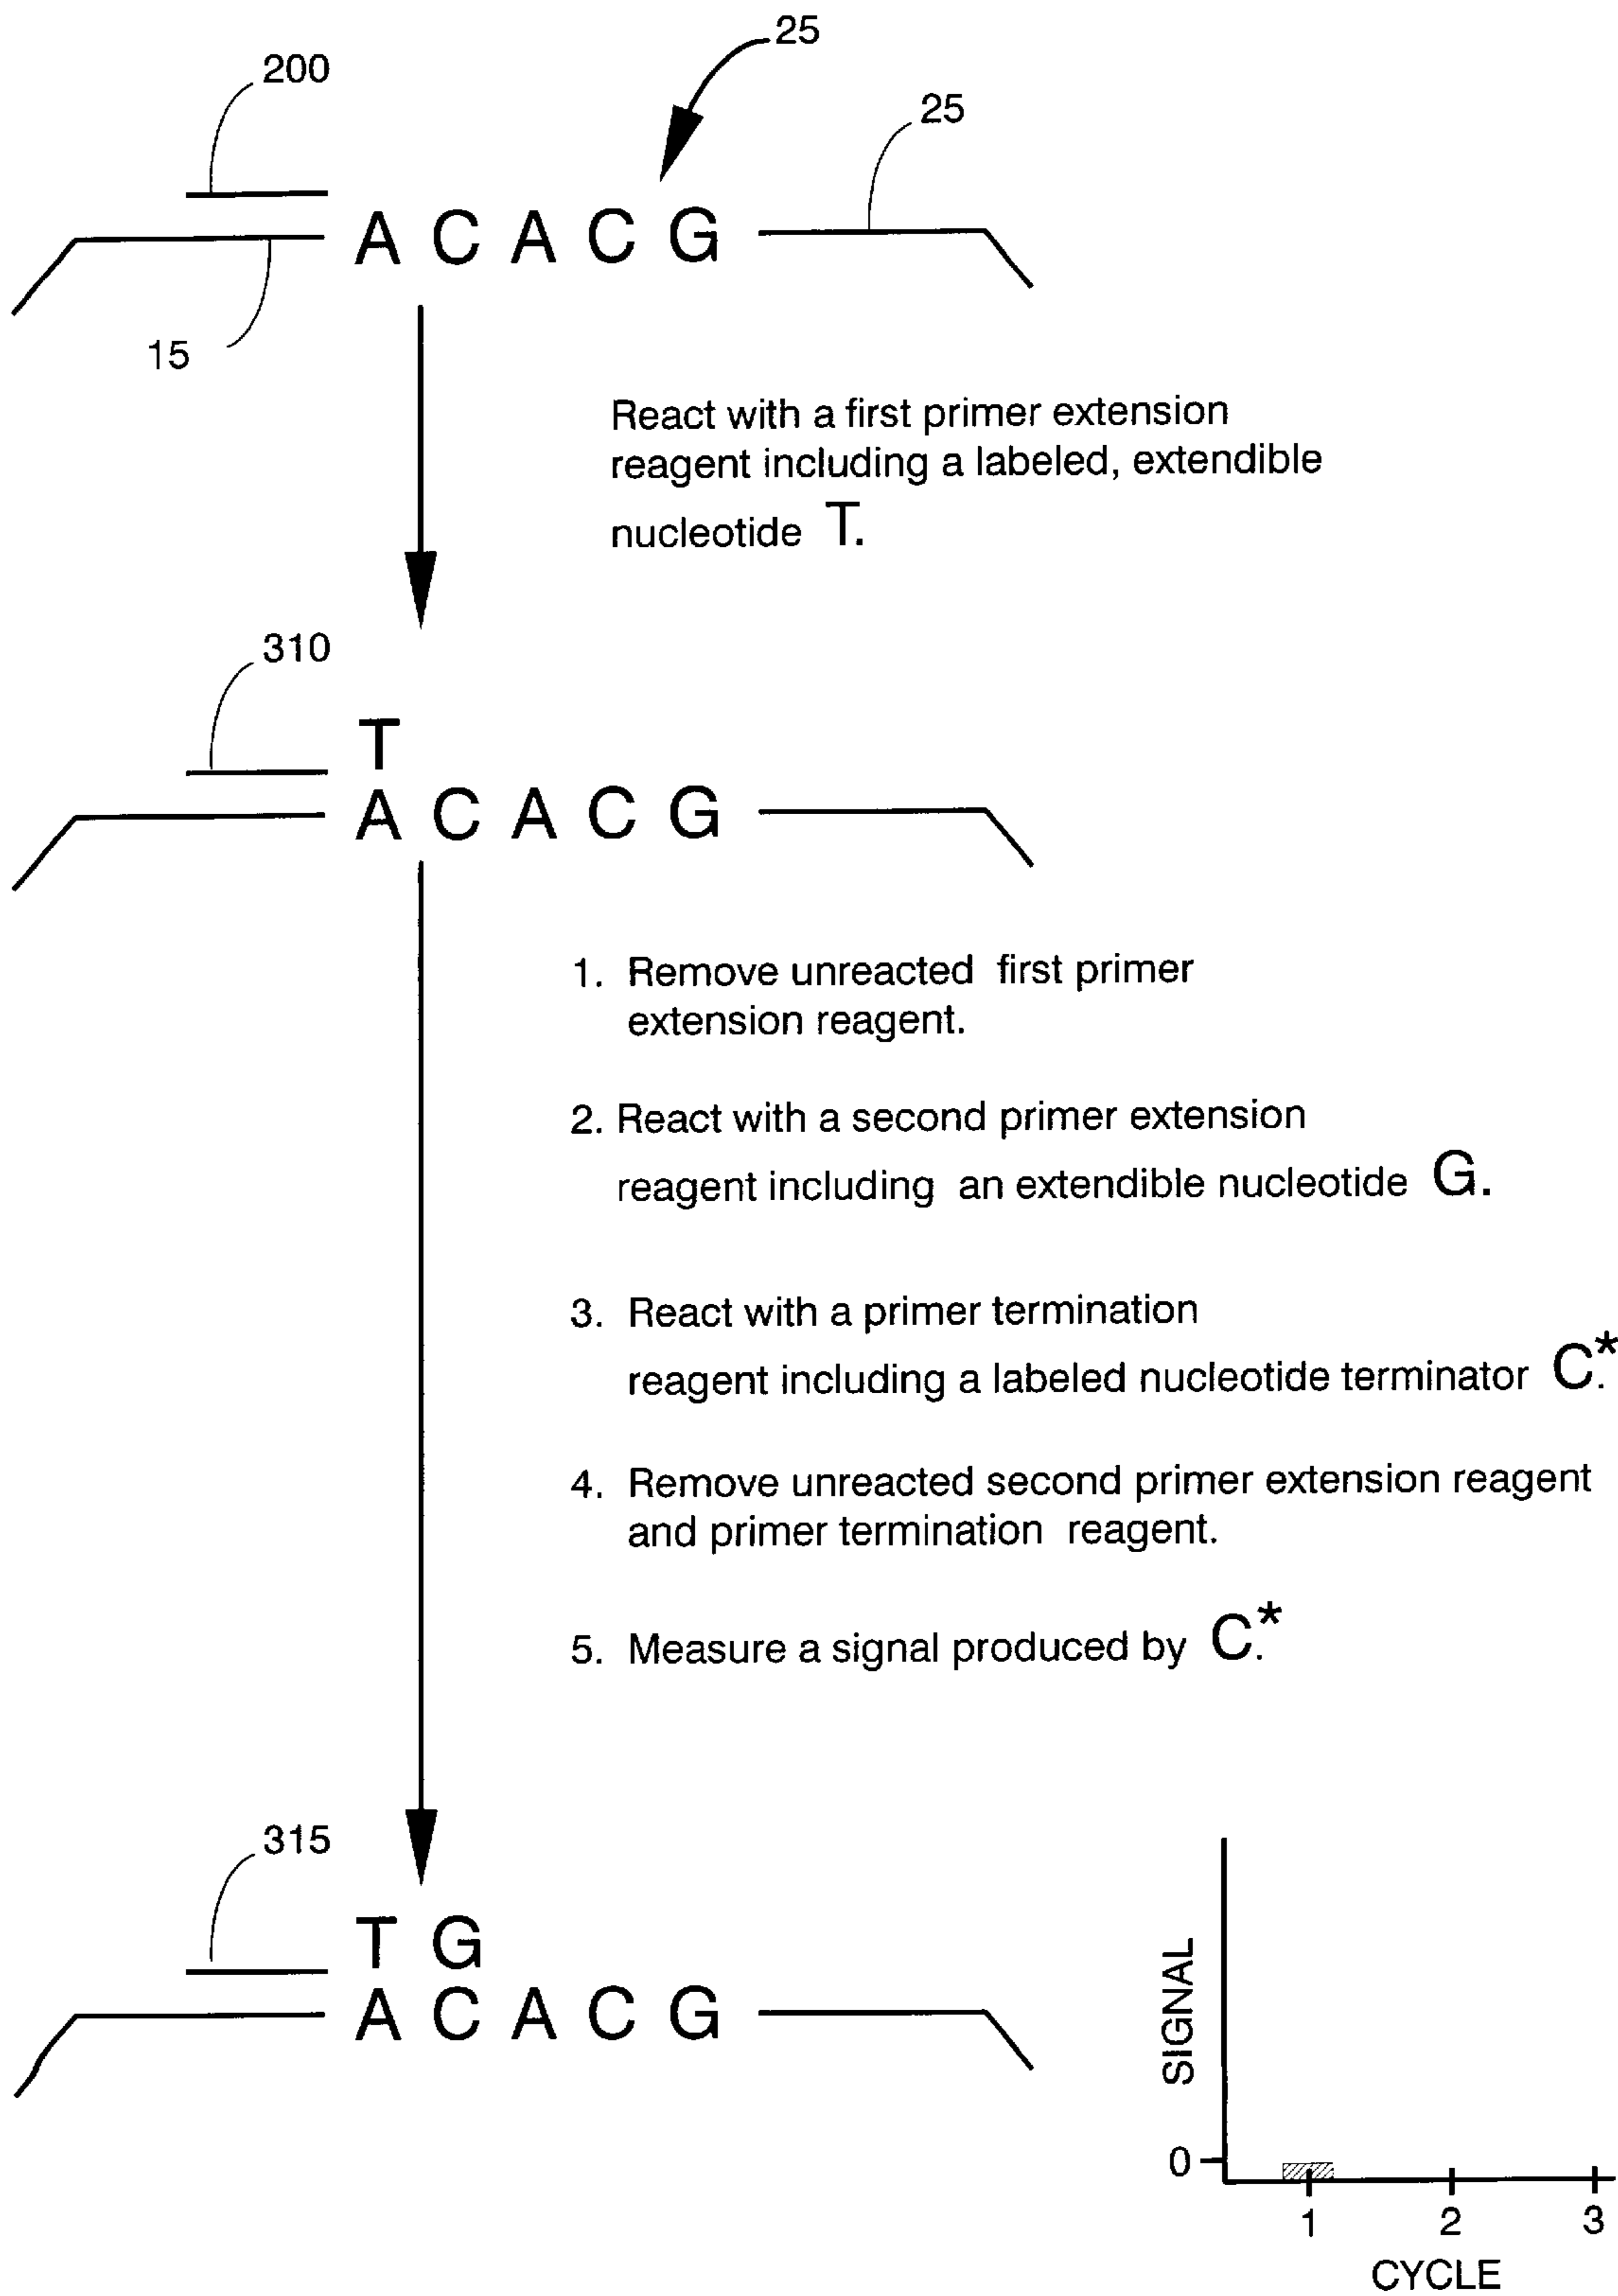 25
200
25
A C A C G
15
React with a first primer extension
reagent including a labeled, extendible
nucleotide T.
310
T
A C A C G
1. Remove unreacted first primer
extension reagent.
2. React with a second primer extension
reagent including an extendible nucleotide G.
3. React with a primer termination
reagent including a labeled nucleotide terminator C.*
4. Remove unreacted second primer extension reagent
and primer termination reagent.
5. Measure a signal produced by C.*
315
T G
A C A C G
SIGNAL
0
1 2 3
CYCLE